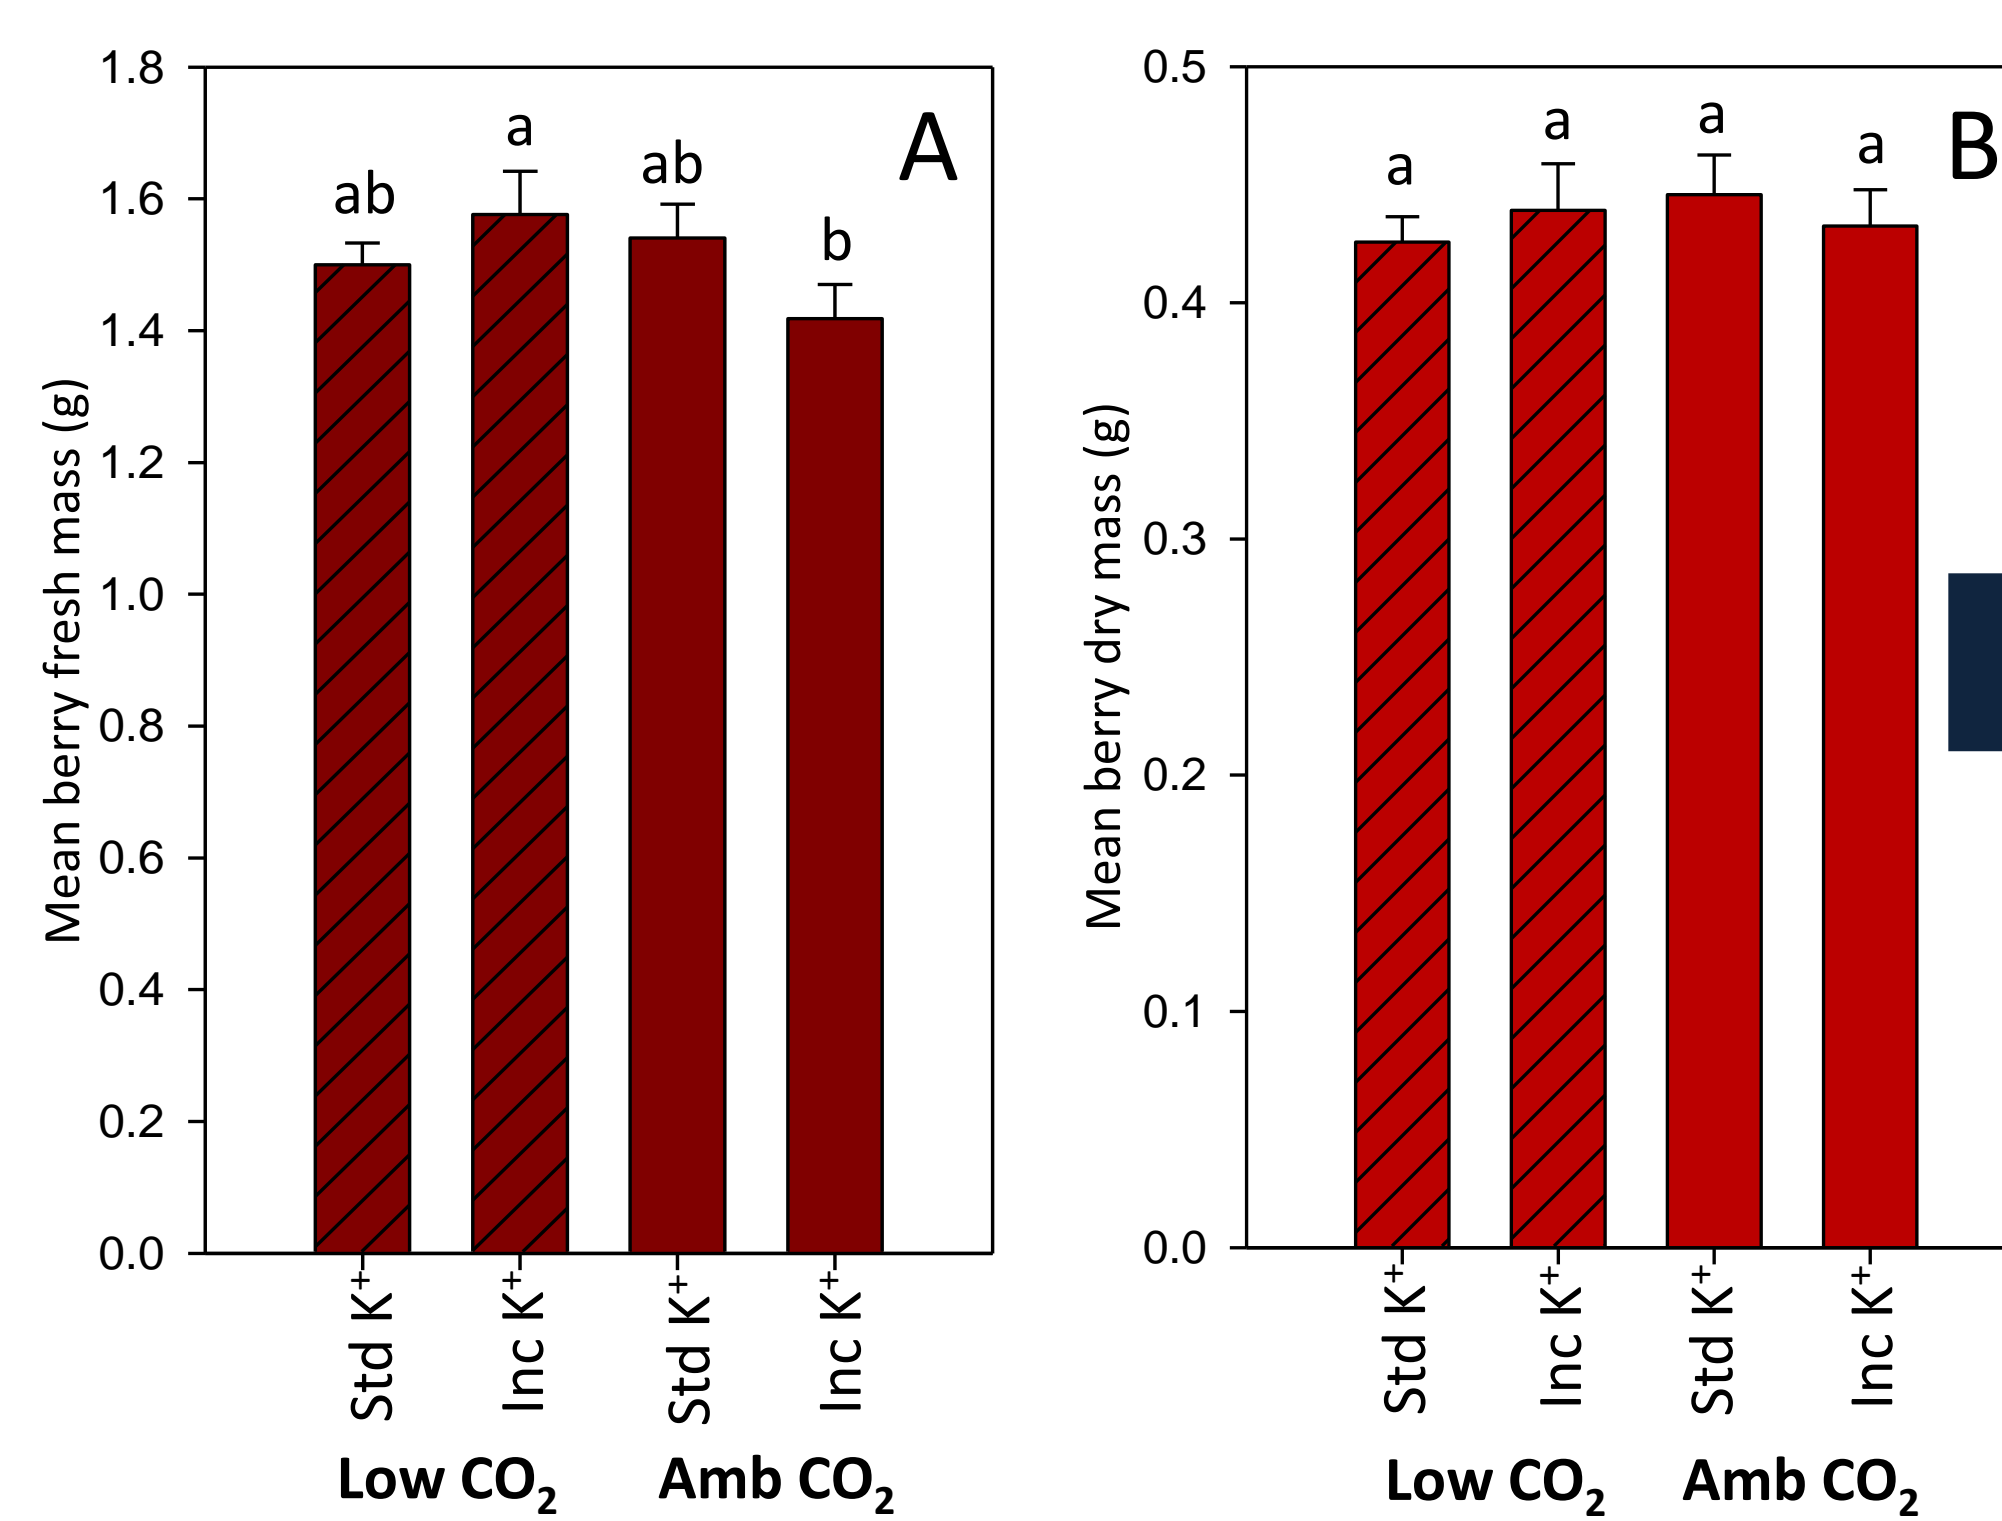 A
Mean berry fresh mass (g)
1.8
1.6
1.4
1.2
1.0
0.8
0.6
0.4
0.2
0.0
ab
a
ab
b
Std K⁺
Inc K⁺
Std K⁺
Inc K⁺
Low CO₂
Amb CO₂
B
Mean berry dry mass (g)
0.5
0.4
0.3
0.2
0.1
0.0
a
a
a
a
Std K⁺
Inc K⁺
Std K⁺
Inc K⁺
Low CO₂
Amb CO₂